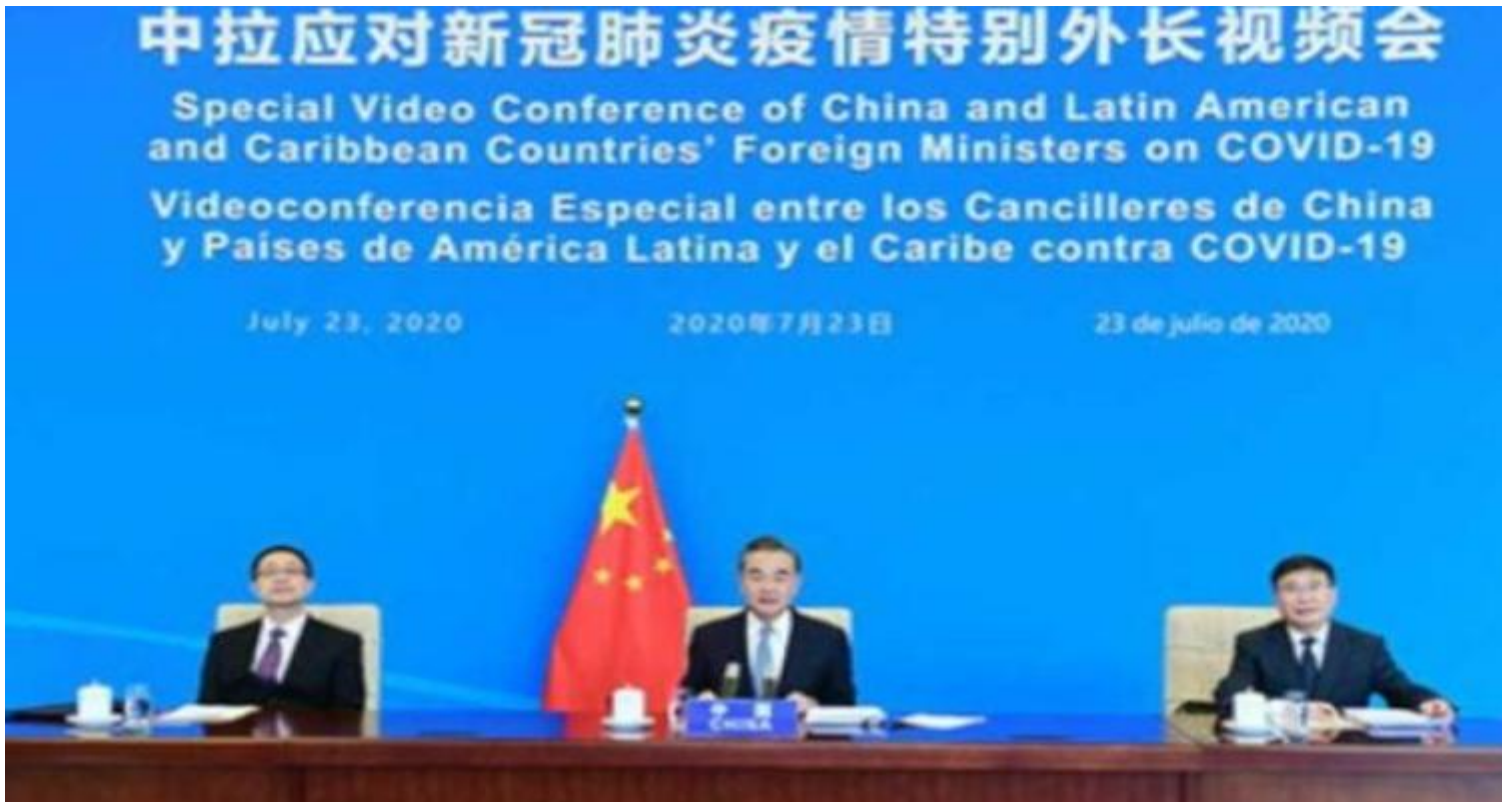 中拉应对新冠肺炎疫情特别外长视频会
Special Video Conference of China and Latin American
and Caribbean Countries' Foreign Ministers on COVID-19
Videoconferencia Especial entre los Cancilleres de China
y Países de América Latina y el Caribe contra COVID-19
July 23, 2020 2020年7月23日 23 de julio de 2020
中国
CHINA